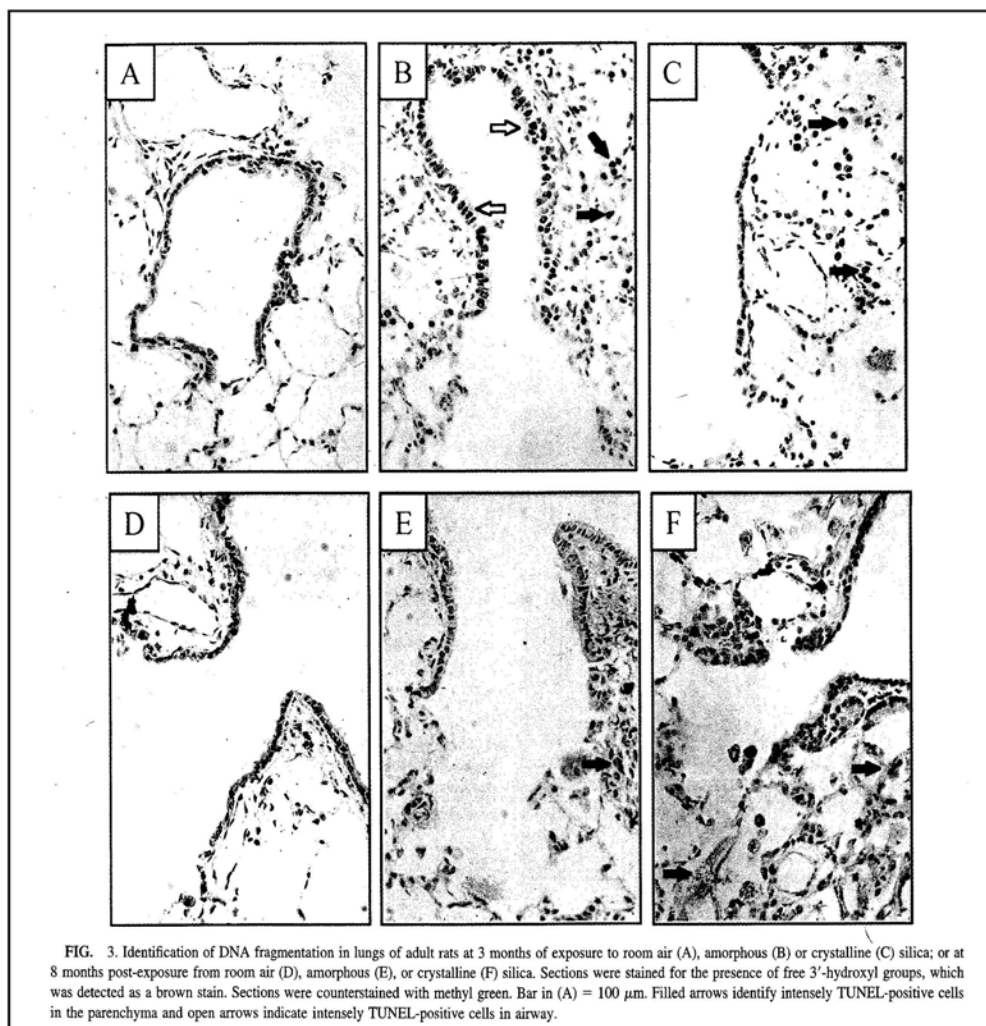 A
B
C
D
E
F
FIG. 3. Identification of DNA fragmentation in lungs of adult rats at 3 months of exposure to room air (A), amorphous (B) or crystalline (C) silica; or at
8 months post-exposure from room air (D), amorphous (E), or crystalline (F) silica. Sections were stained for the presence of free 3′-hydroxyl groups, which
was detected as a brown stain. Sections were counterstained with methyl green. Bar in (A) = 100 μm. Filled arrows identify intensely TUNEL-positive cells
in the parenchyma and open arrows indicate intensely TUNEL-positive cells in airway.